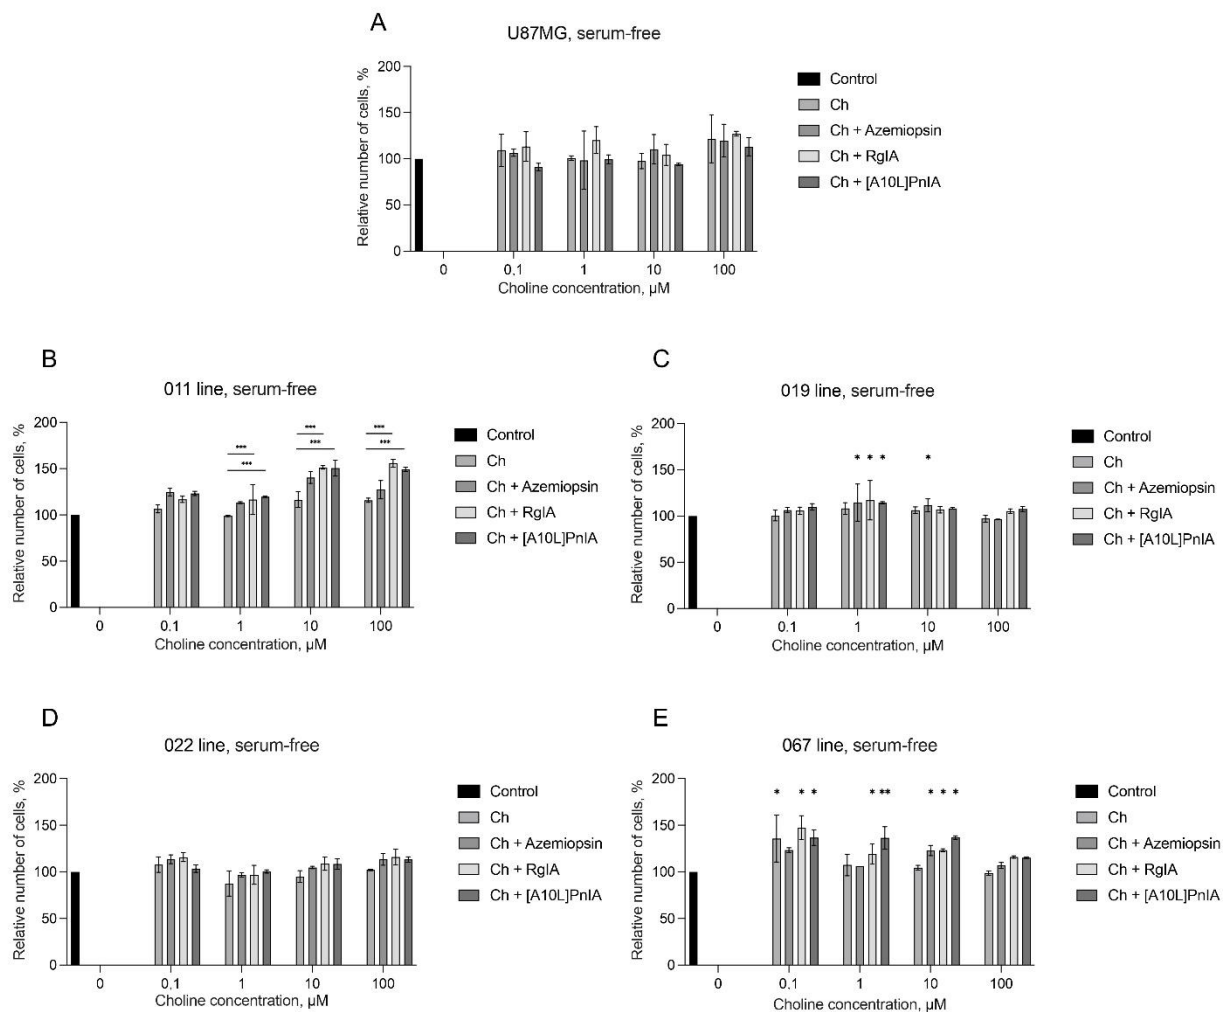 A
U87MG, serum-free
Relative number of cells, %
200
150
100
50
0
0
0,1
1
10
100
Choline concentration, µM
Control
Ch
Ch + Azemiopsin
Ch + RgIA
Ch + [A10L]PnIA
B
011 line, serum-free
Relative number of cells, %
200
150
100
50
0
***
***
***
***
***
***
0
0.1
1
10
100
Choline concentration, µM
Control
Ch
Ch + Azemiopsin
Ch + RgIA
Ch + [A10L]PnIA
C
019 line, serum-free
Relative number of cells, %
200
150
100
50
0
* * *
*
0
0.1
1
10
100
Choline concentration, µM
Control
Ch
Ch + Azemiopsin
Ch + RgIA
Ch + [A10L]PnIA
D
022 line, serum-free
Relative number of cells, %
200
150
100
50
0
0
0,1
1
10
100
Choline concentration, µM
Control
Ch
Ch + Azemiopsin
Ch + RgIA
Ch + [A10L]PnIA
E
067 line, serum-free
Relative number of cells, %
200
150
100
50
0
* * *
* **
* * *
0
0.1
1
10
100
Choline concentration, µM
Control
Ch
Ch + Azemiopsin
Ch + RgIA
Ch + [A10L]PnIA